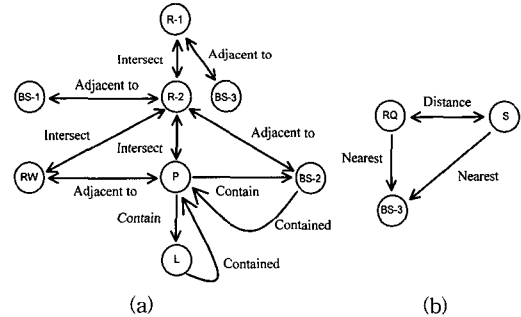 R-1
Intersect
Adjacent to
BS-1
Adjacent to
R-2
BS-3
Intersect
Intersect
Adjacent to
RW
Adjacent to
P
Contain
BS-2
Contain
Contained
L
Contained
(a)
RQ
Distance
S
Nearest
Nearest
BS-3
(b)